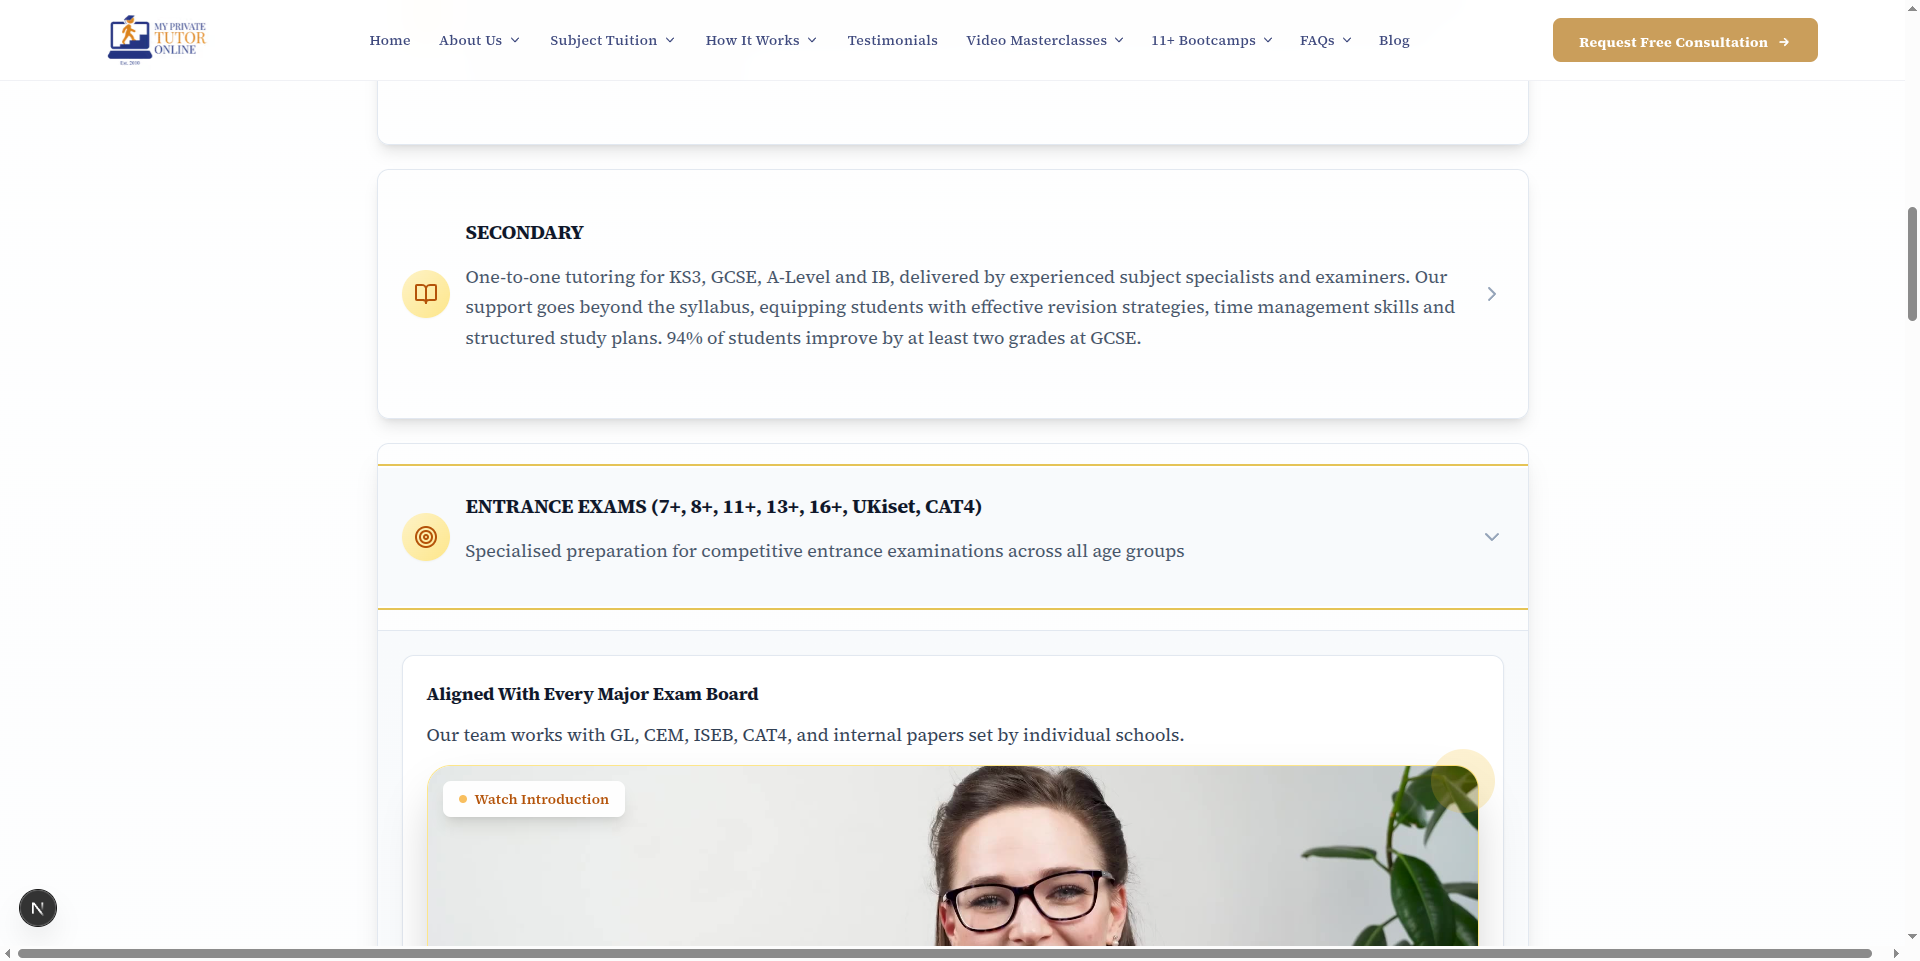 MY PRIVATE
TUTOR
ONLINE
Est. 2010
Home
About Us
Subject Tuition
How It Works
Testimonials
Video Masterclasses
11+ Bootcamps
FAQs
Blog
Request Free Consultation →
SECONDARY
One-to-one tutoring for KS3, GCSE, A-Level and IB, delivered by experienced subject specialists and examiners. Our
support goes beyond the syllabus, equipping students with effective revision strategies, time management skills and
structured study plans. 94% of students improve by at least two grades at GCSE.
ENTRANCE EXAMS (7+, 8+, 11+, 13+, 16+, UKiset, CAT4)
Specialised preparation for competitive entrance examinations across all age groups
Aligned With Every Major Exam Board
Our team works with GL, CEM, ISEB, CAT4, and internal papers set by individual schools.
Watch Introduction
N